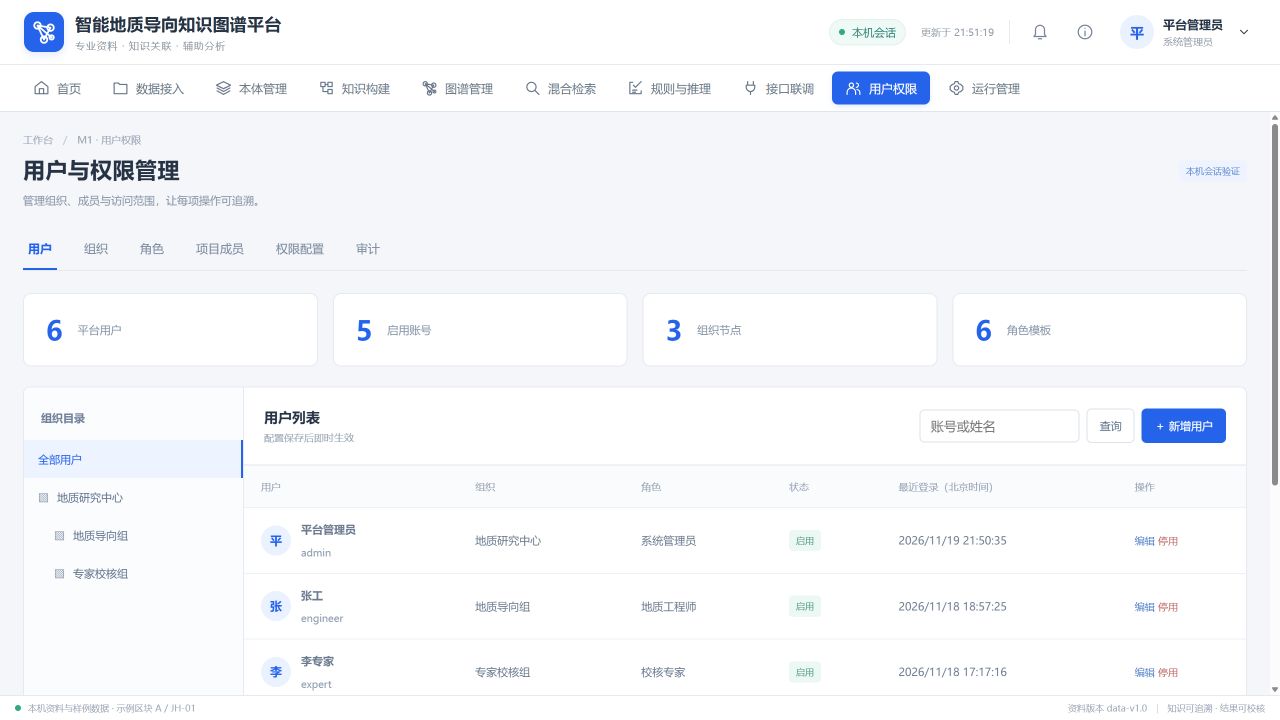 智能地质导向知识图谱平台
专业资料 · 知识关联 · 辅助分析
本机会话
更新于 21:51:19
平
平台管理员
系统管理员
首页
数据接入
本体管理
知识构建
图谱管理
混合检索
规则与推理
接口联调
用户权限
运行管理
工作台 / M1 · 用户权限
用户与权限管理
本机会话验证
管理组织、成员与访问范围，让每项操作可追溯。
用户 组织 角色 项目成员 权限配置 审计
6 平台用户
5 启用账号
3 组织节点
6 角色模板
组织目录
全部用户
地质研究中心
地质导向组
专家校核组
用户列表
配置保存后即时生效
账号或姓名
查询
+ 新增用户
用户 组织 角色 状态 最近登录（北京时间） 操作
平 平台管理员
admin
地质研究中心 系统管理员 启用 2026/11/19 21:50:35 编辑 停用
张 张工
engineer
地质导向组 地质工程师 启用 2026/11/18 18:57:25 编辑 停用
李 李专家
expert
专家校核组 校核专家 启用 2026/11/18 17:17:16 编辑 停用
本机资料与样例数据 · 示例区块 A / JH-01
资料版本 data-v1.0 | 知识可追溯 · 结果可校核